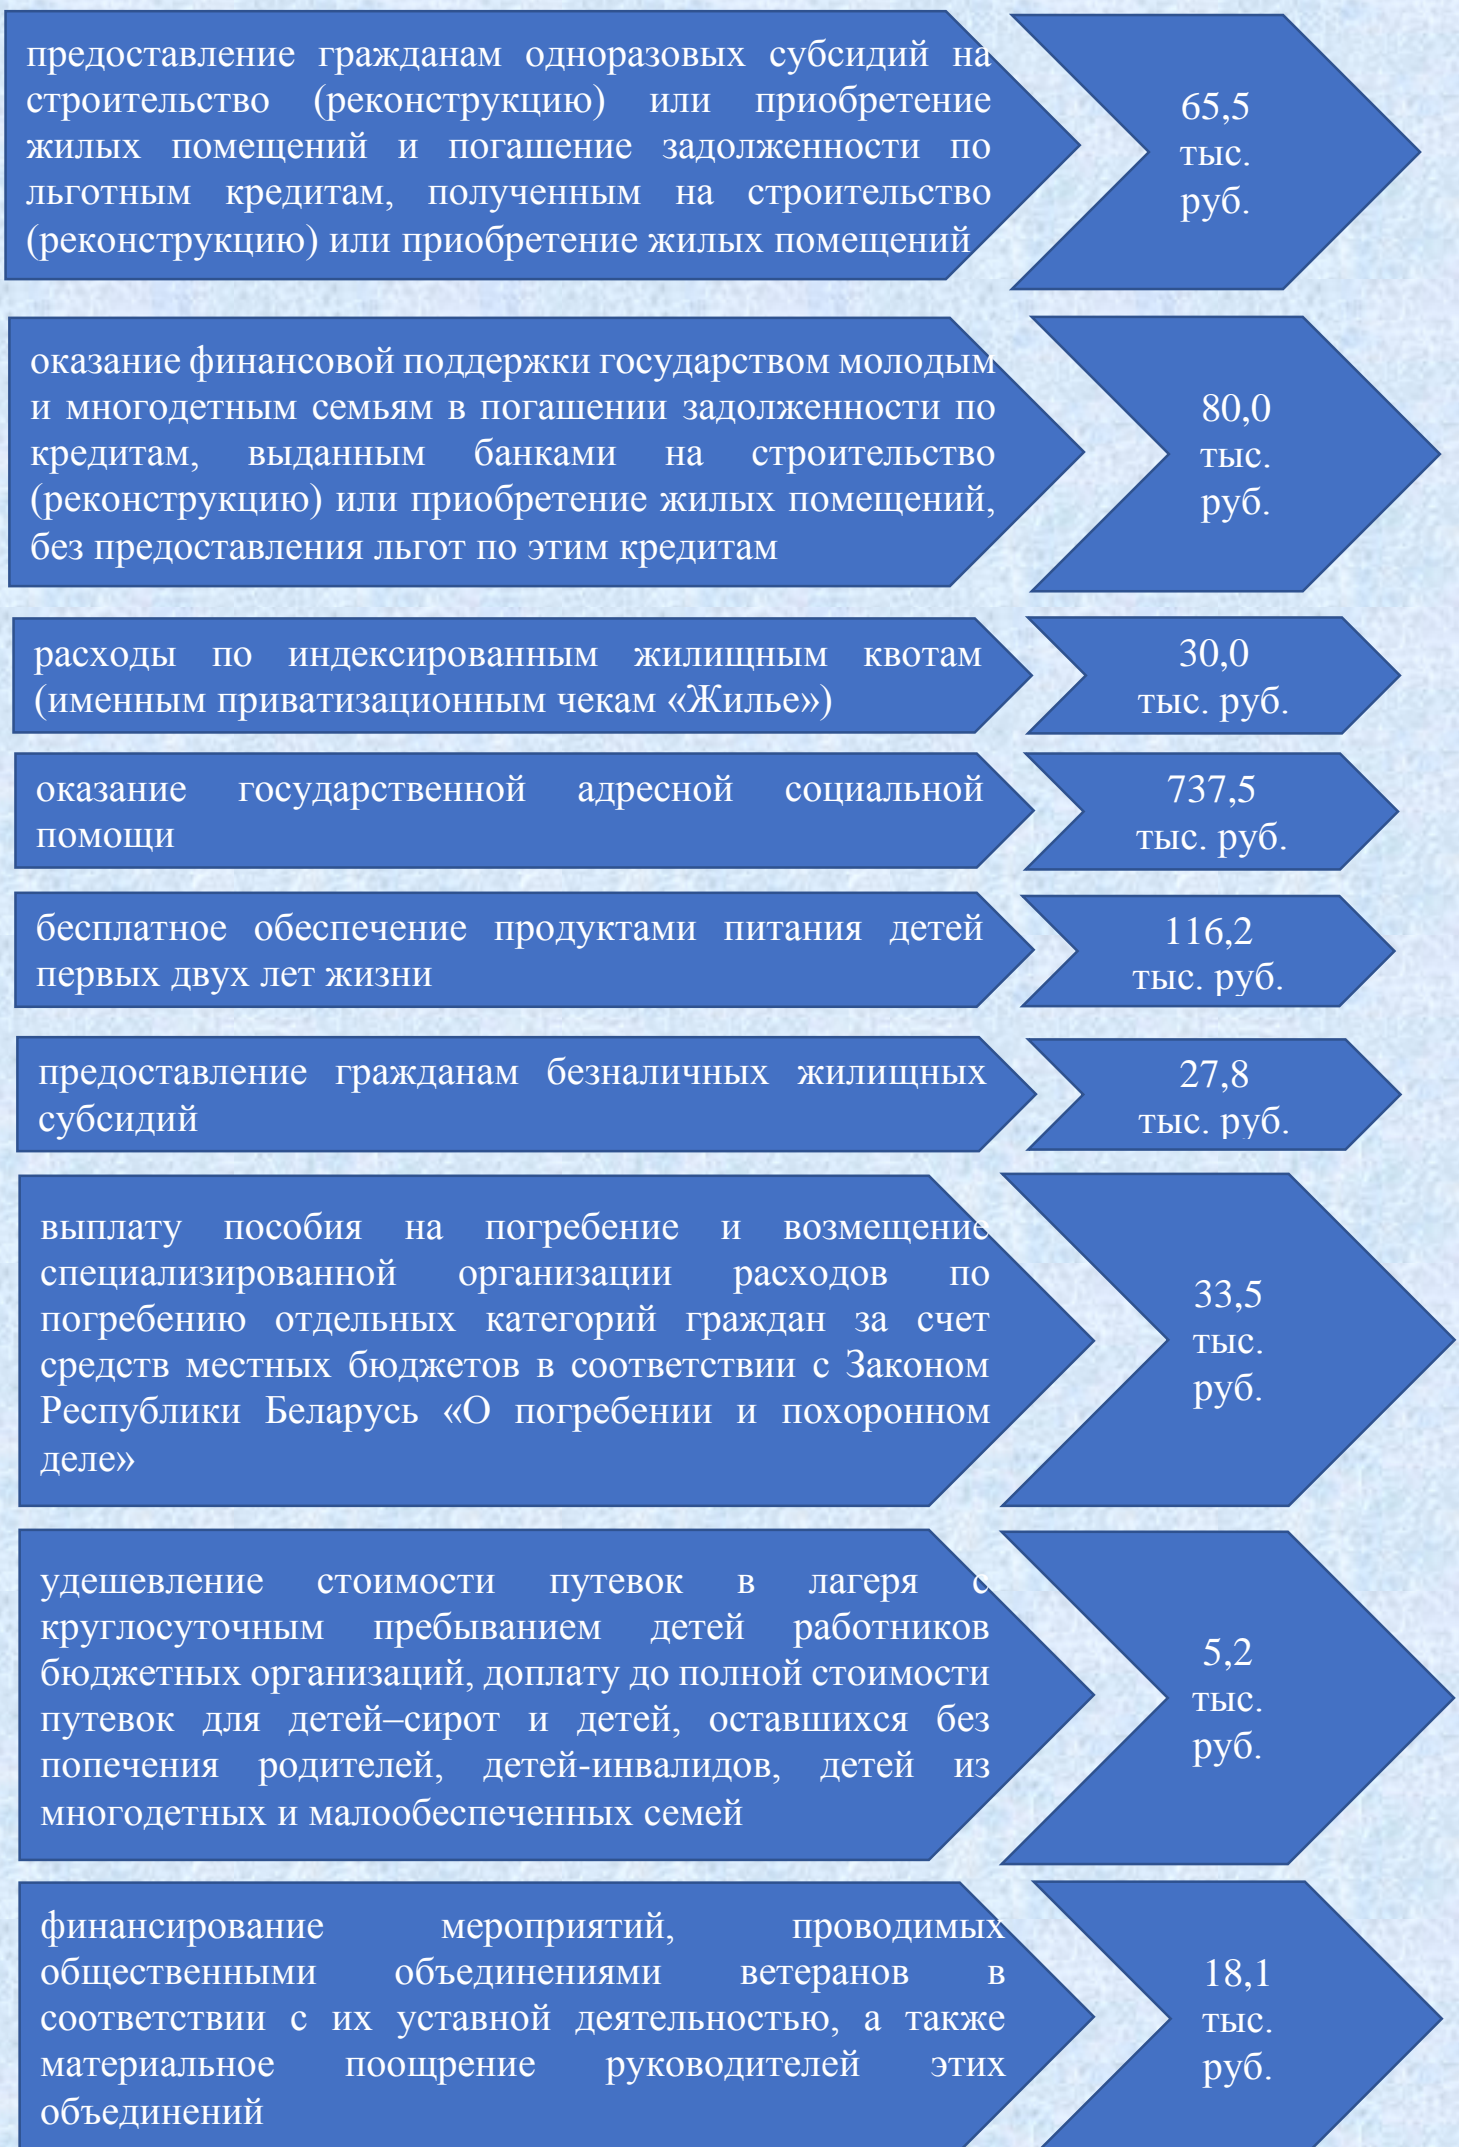 предоставление гражданам одноразовых субсидий на
строительство (реконструкцию) или приобретение
жилых помещений и погашение задолженности по
льготным кредитам, полученным на строительство
(реконструкцию) или приобретение жилых помещений
65,5
тыс.
руб.
оказание финансовой поддержки государством молодым
и многодетным семьям в погашении задолженности по
кредитам, выданным банками на строительство
(реконструкцию) или приобретение жилых помещений,
без предоставления льгот по этим кредитам
80,0
тыс.
руб.
расходы по индексированным жилищным квотам
(именным приватизационным чекам «Жилье»)
30,0
тыс. руб.
оказание государственной адресной социальной
помощи
737,5
тыс. руб.
бесплатное обеспечение продуктами питания детей
первых двух лет жизни
116,2
тыс. руб.
предоставление гражданам безналичных жилищных
субсидий
27,8
тыс. руб.
выплату пособия на погребение и возмещение
специализированной организации расходов по
погребению отдельных категорий граждан за счет
средств местных бюджетов в соответствии с Законом
Республики Беларусь «О погребении и похоронном
деле»
33,5
тыс.
руб.
удешевление стоимости путевок в лагеря с
круглосуточным пребыванием детей работников
бюджетных организаций, доплату до полной стоимости
путевок для детей–сирот и детей, оставшихся без
попечения родителей, детей-инвалидов, детей из
многодетных и малообеспеченных семей
5,2
тыс.
руб.
финансирование мероприятий, проводимых
общественными объединениями ветеранов в
соответствии с их уставной деятельностью, а также
материальное поощрение руководителей этих
объединений
18,1
тыс.
руб.